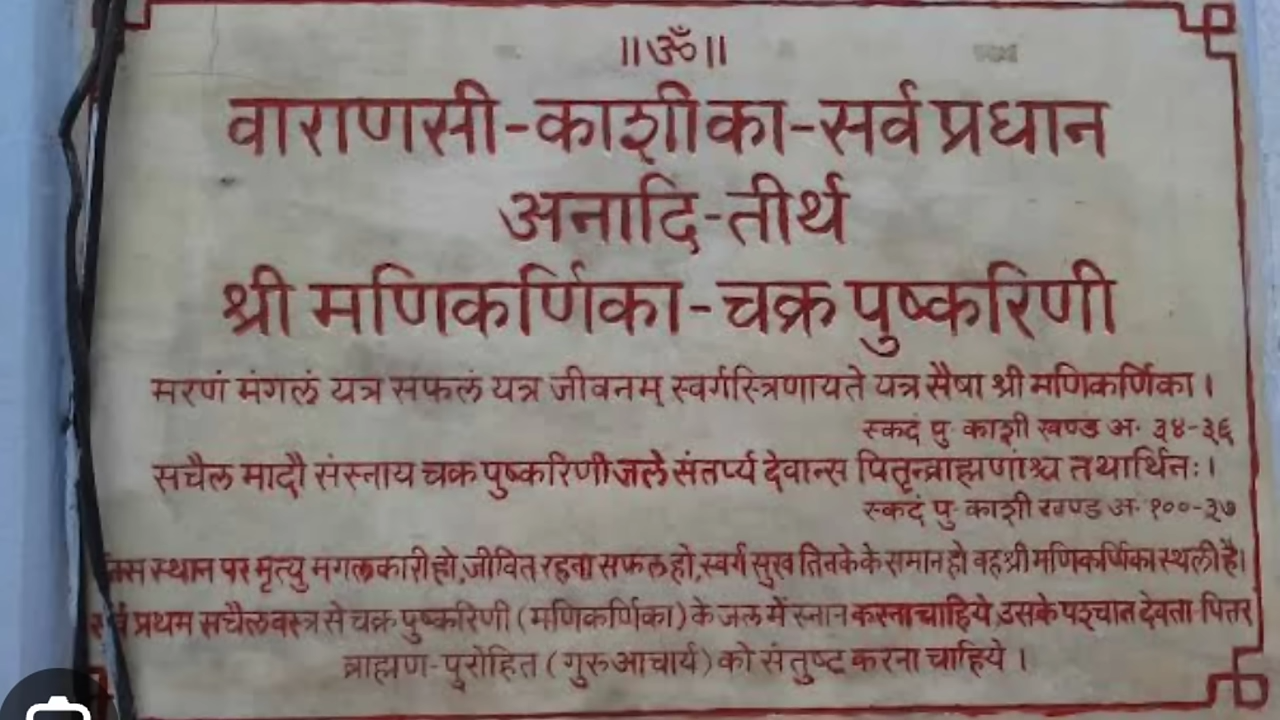 ॥ॐ॥
वाराणसी-काशीका-सर्व प्रधान
अनादि-तीर्थ
श्री मणिकर्णिका-चक्र पुष्करिणी
मरणं मंगलं यत्र सफलं यत्र जीवनम् स्वर्गस्त्रिणायते यत्र सैषा श्री मणिकर्णिका ।
स्कदं पु॰ काशी खण्ड अ॰ ३४-३६
सचैल मादौ संस्नाय चक्र पुष्करिणीजले संतर्प्य देवान्स पितृन्ब्राह्मणांश्च तथार्थिनः ।
स्कदं पु॰ काशी खण्ड अ॰ १००-३७
स्थान पर मृत्यु मगलकारी हो, जीवित रहना सफल हो, स्वर्ग सुख तिनके के समान हो वह श्री मणिकर्णिका स्थली है।
प्रथम सचैल वस्त्र से चक्र पुष्करिणी (मणिकर्णिका) के जल में स्नान करना चाहिये उसके पश्चात देवता-पितर
ब्राह्मण-पुरोहित (गुरु आचार्य) को संतुष्ट करना चाहिये ।